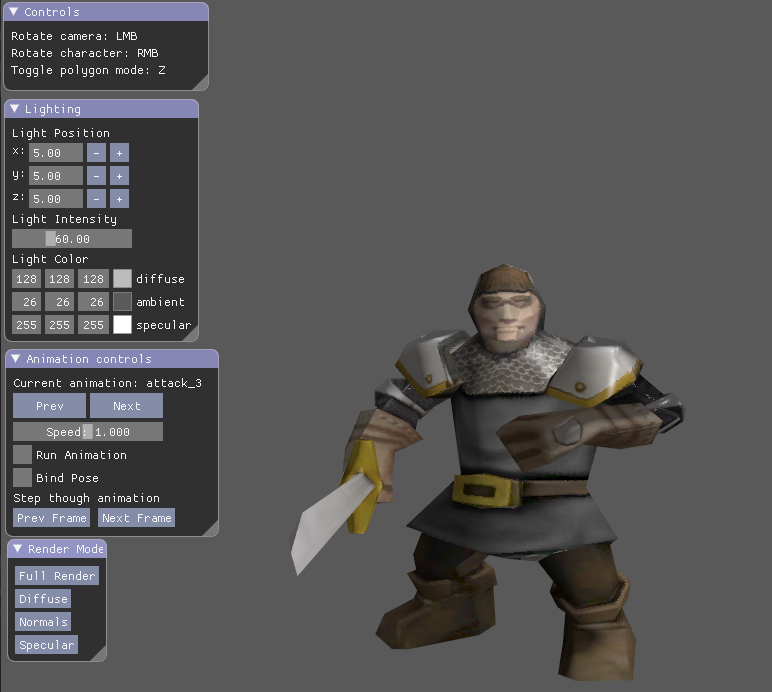 Controls
Rotate camera: LMB
Rotate character: RMB
Toggle polygon mode: Z
Lighting
Light Position
x: 5.00 - +
y: 5.00 - +
z: 5.00 - +
Light Intensity
60.00
Light Color
128 128 128 diffuse
26 26 26 ambient
255 255 255 specular
Animation controls
Current animation: attack_3
Prev Next
Speed: 1.000
Run Animation
Bind Pose
Step though animation
Prev Frame Next Frame
Render Mode
Full Render
Diffuse
Normals
Specular